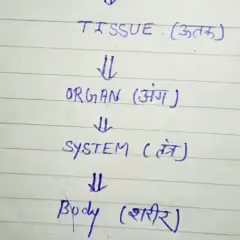 TISSUE (ऊतक)
ORGAN (अंग)
SYSTEM (तंत्र)
Body (शरीर)